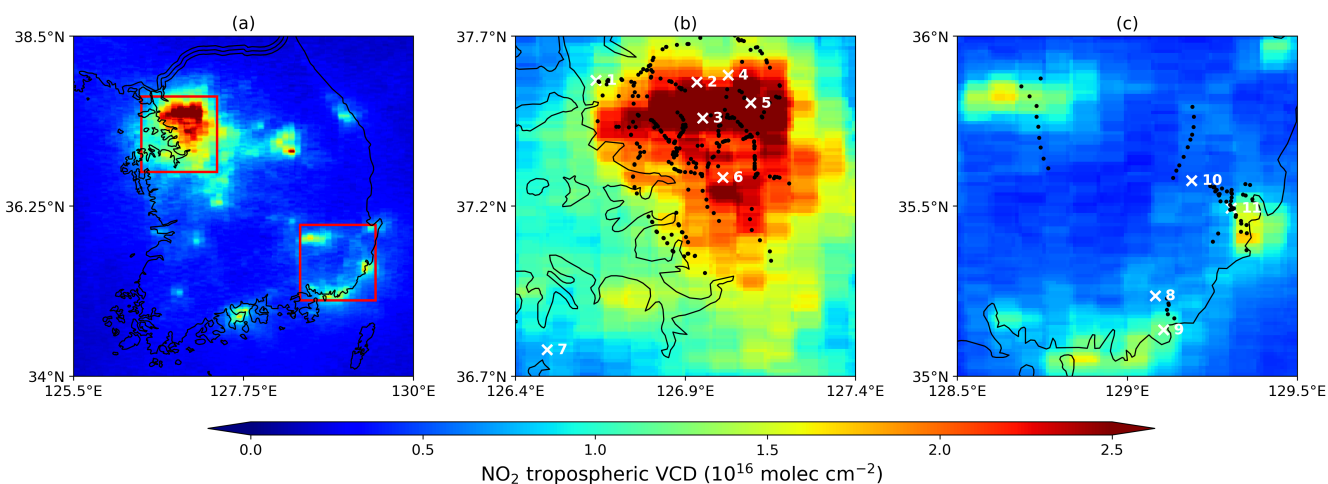 (a) (b) (c)
38.5°N 37.7°N 36°N
1 2 4
5
3
6 10
36.25°N 37.2°N 35.5°N 11
8
9
7
34°N 36.7°N 35°N
125.5°E 127.75°E 130°E 126.4°E 126.9°E 127.4°E 128.5°E 129°E 129.5°E
0.0 0.5 1.0 1.5 2.0 2.5
NO₂ tropospheric VCD (10¹⁶ molec cm⁻²)